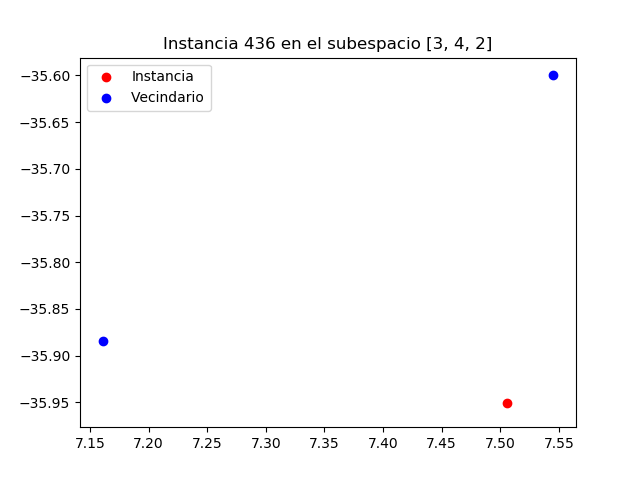 Instancia 436 en el subespacio [3, 4, 2]
Instancia
Vecindario
−35.60
−35.65
−35.70
−35.75
−35.80
−35.85
−35.90
−35.95
7.15 7.20 7.25 7.30 7.35 7.40 7.45 7.50 7.55